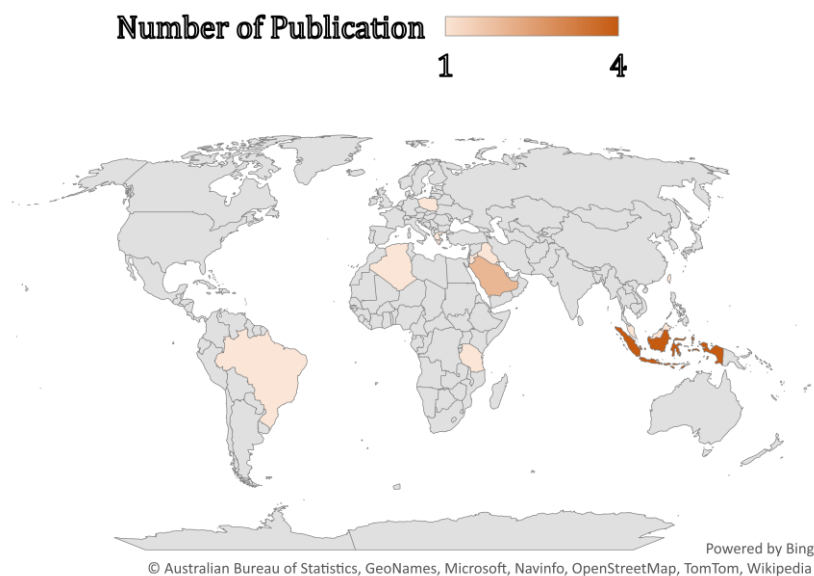 Number of Publication
1 4
Powered by Bing
© Australian Bureau of Statistics, GeoNames, Microsoft, Navinfo, OpenStreetMap, TomTom, Wikipedia